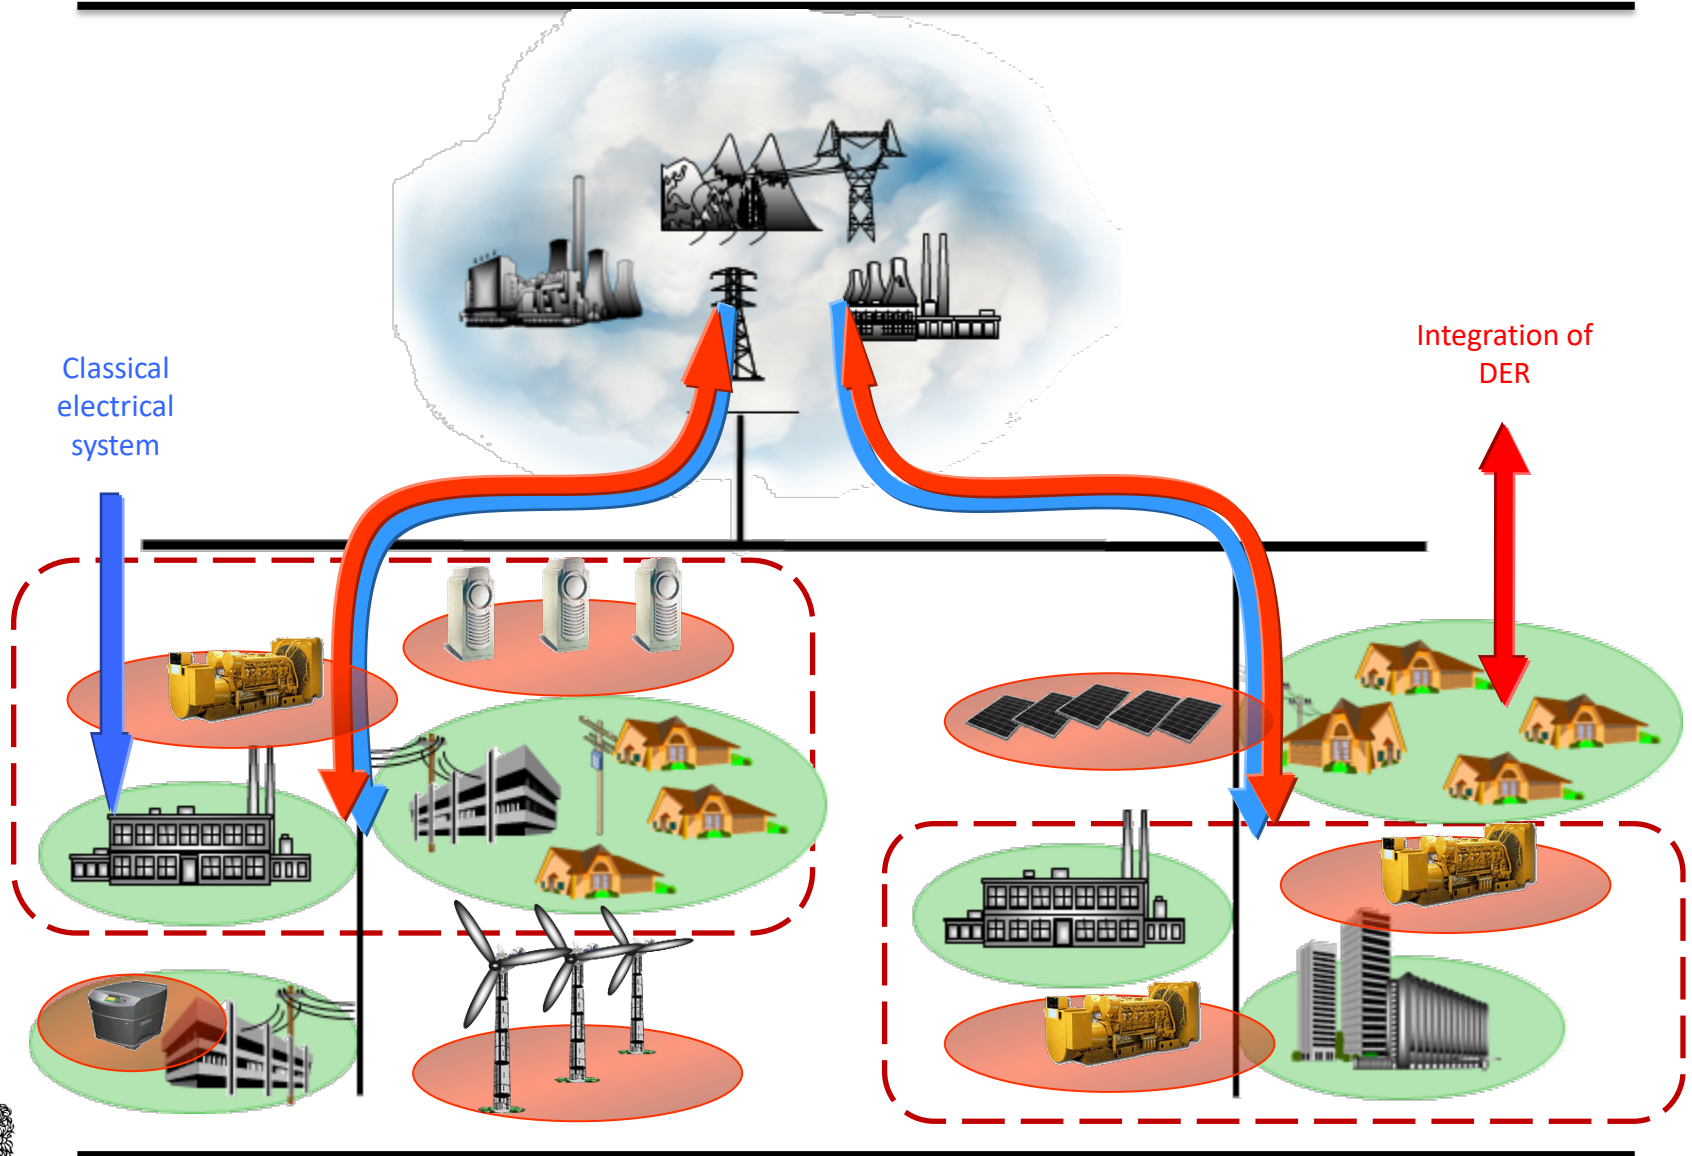 Classical
electrical
system
Integration of
DER